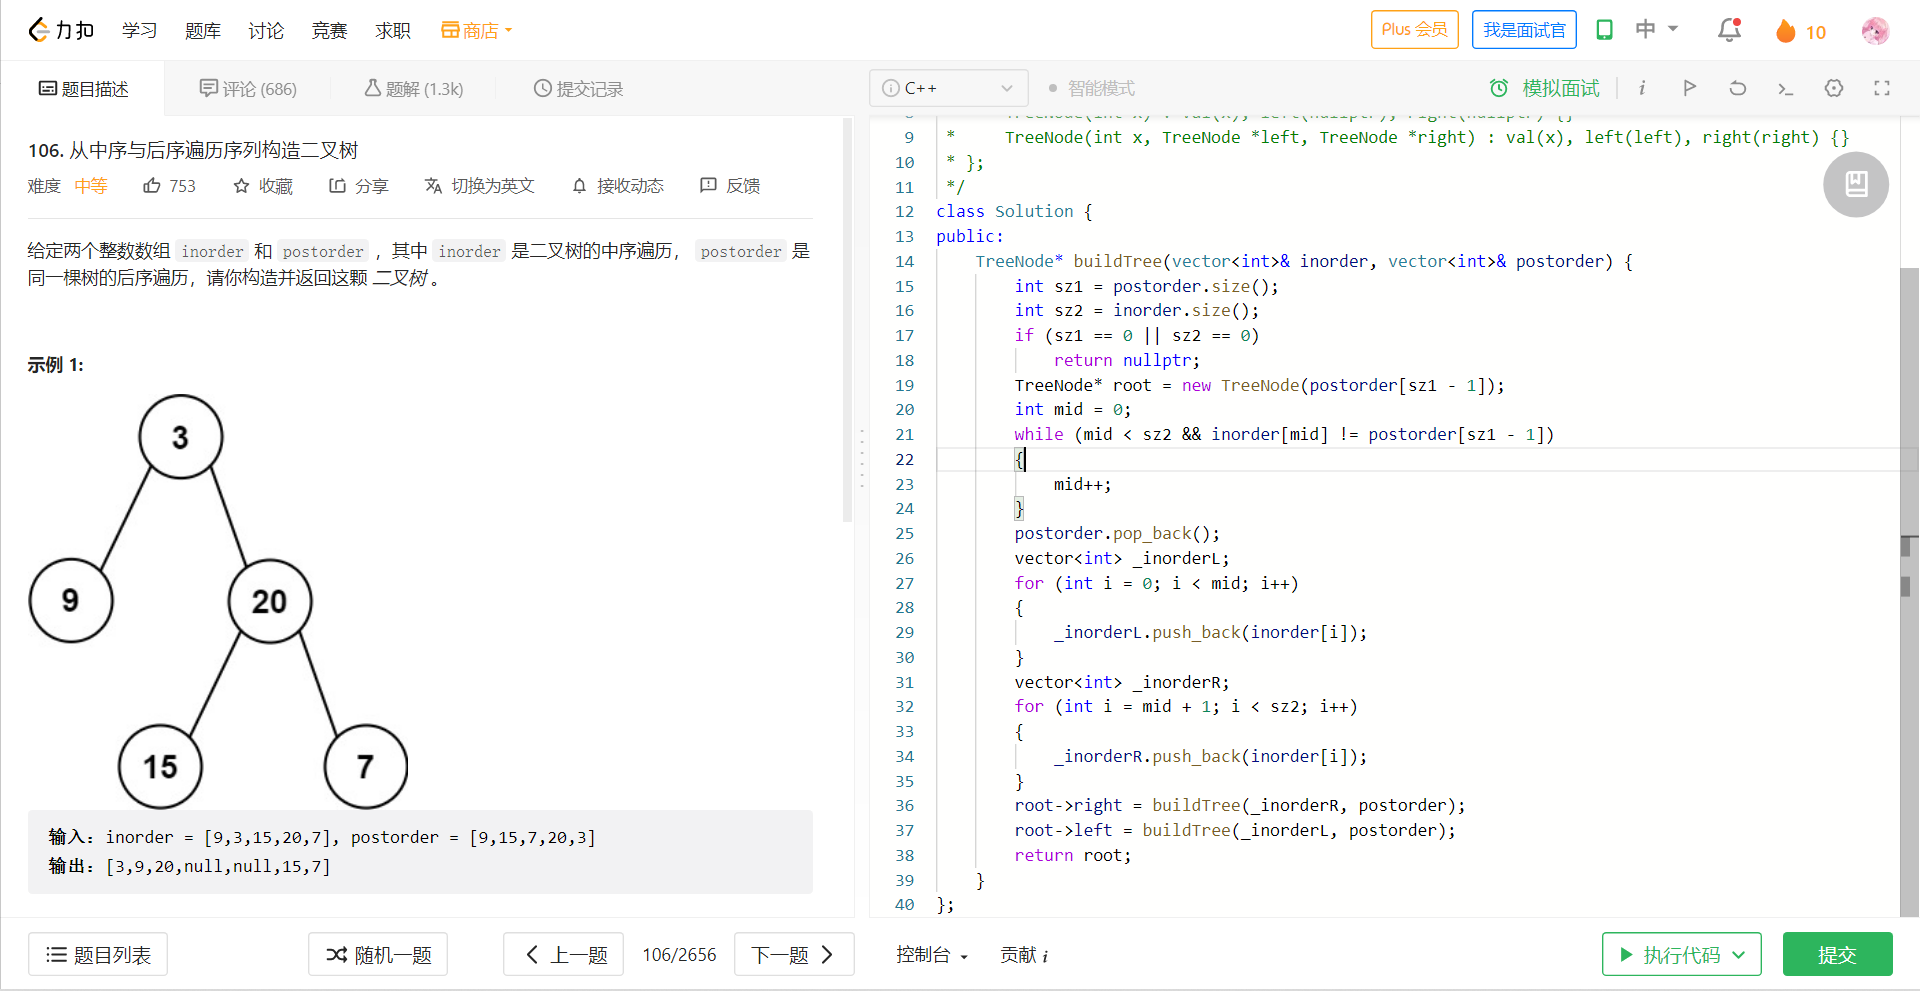 力扣 学习 题库 讨论 竞赛 求职 商店 Plus 会员 我是面试官 中 10
题目描述 评论 (686) 题解 (1.3k) 提交记录
106. 从中序与后序遍历序列构造二叉树
难度 中等 753 收藏 分享 切换为英文 接收动态 反馈
给定两个整数数组 inorder 和 postorder ，其中 inorder 是二叉树的中序遍历， postorder 是
同一棵树的后序遍历，请你构造并返回这颗 二叉树 。
示例 1:
3
9 20
15 7
输入：inorder = [9,3,15,20,7], postorder = [9,15,7,20,3]
输出：[3,9,20,null,null,15,7]
题目列表 随机一题 上一题 106/2656 下一题
C++ 智能模式 模拟面试
8 * TreeNode(int x) : val(x), left(nullptr), right(nullptr) {}
9 * TreeNode(int x, TreeNode *left, TreeNode *right) : val(x), left(left), right(right) {}
10 * };
11 */
12 class Solution {
13 public:
14 TreeNode* buildTree(vector<int>& inorder, vector<int>& postorder) {
15 int sz1 = postorder.size();
16 int sz2 = inorder.size();
17 if (sz1 == 0 || sz2 == 0)
18 return nullptr;
19 TreeNode* root = new TreeNode(postorder[sz1 - 1]);
20 int mid = 0;
21 while (mid < sz2 && inorder[mid] != postorder[sz1 - 1])
22 {
23 mid++;
24 }
25 postorder.pop_back();
26 vector<int> _inorderL;
27 for (int i = 0; i < mid; i++)
28 {
29 _inorderL.push_back(inorder[i]);
30 }
31 vector<int> _inorderR;
32 for (int i = mid + 1; i < sz2; i++)
33 {
34 _inorderR.push_back(inorder[i]);
35 }
36 root->right = buildTree(_inorderR, postorder);
37 root->left = buildTree(_inorderL, postorder);
38 return root;
39 }
40 };
控制台 贡献 i 执行代码 提交